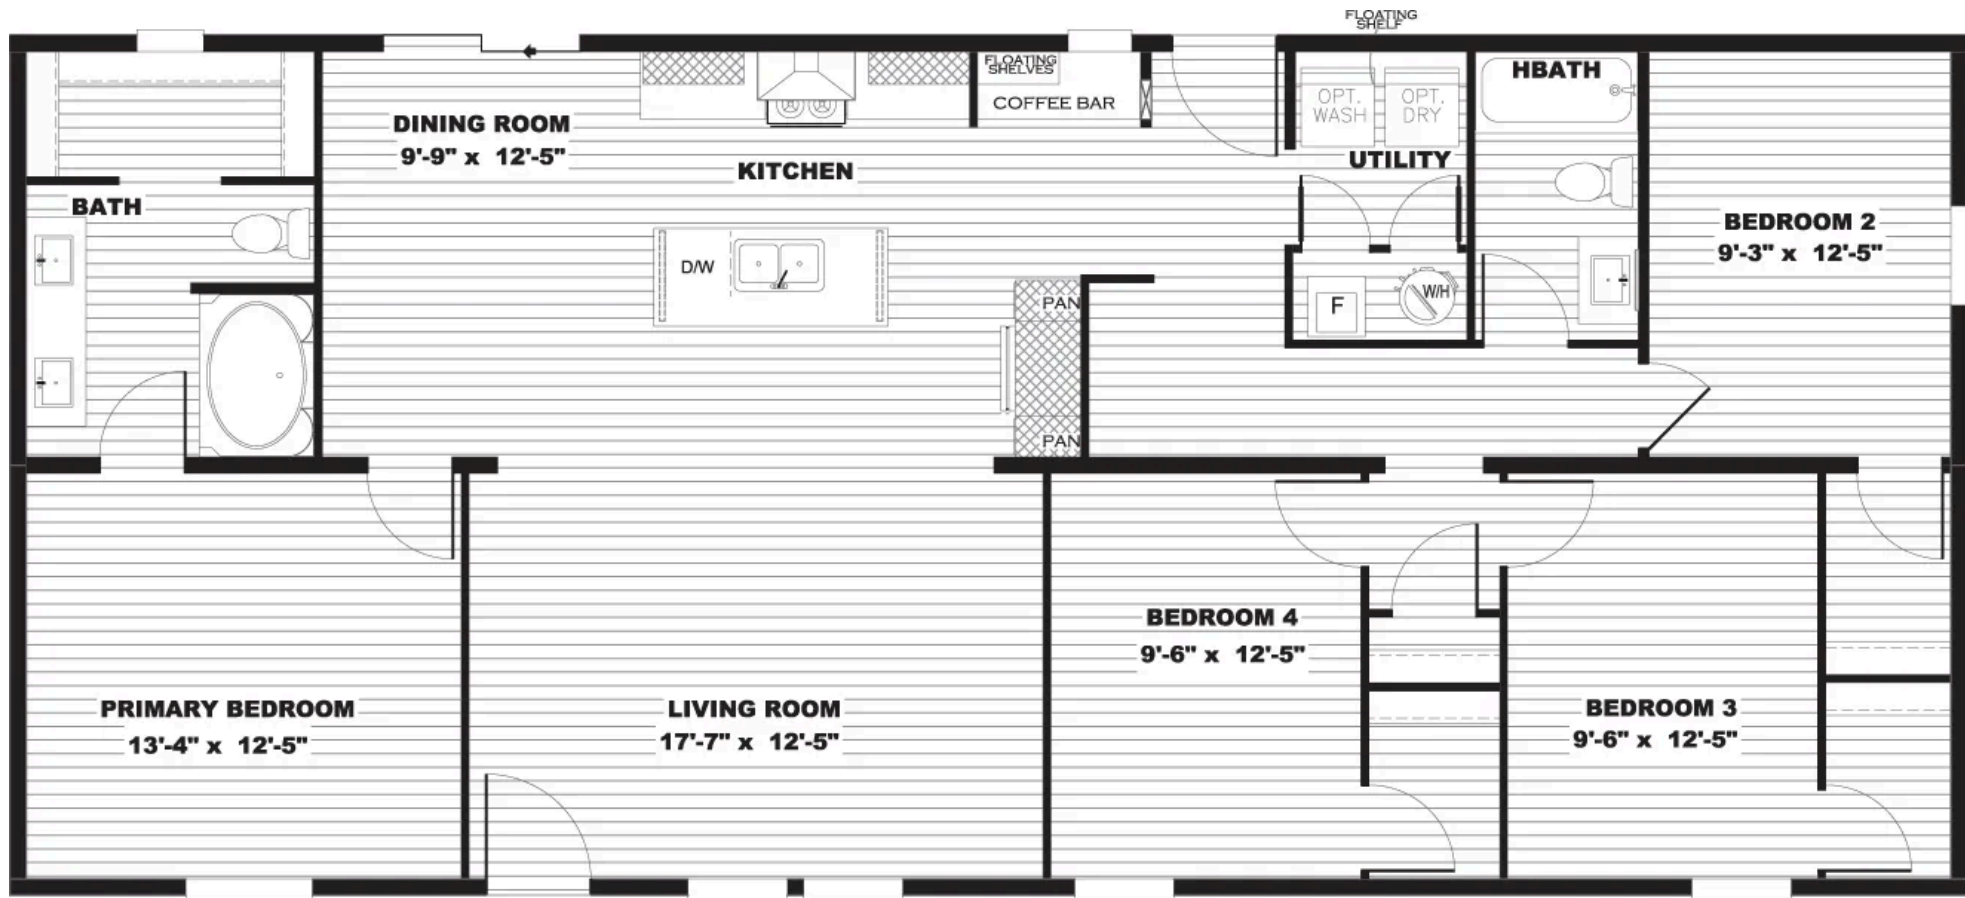 FLOATING
SHELF
FLOATING
SHELVES
COFFEE BAR
OPT.
WASH
OPT.
DRY
HBATH
DINING ROOM
9'-9" x 12'-5"
KITCHEN
UTILITY
BATH
BEDROOM 2
9'-3" x 12'-5"
D/W
PAN
F
W/H
PAN
BEDROOM 4
9'-6" x 12'-5"
PRIMARY BEDROOM
13'-4" x 12'-5"
LIVING ROOM
17'-7" x 12'-5"
BEDROOM 3
9'-6" x 12'-5"